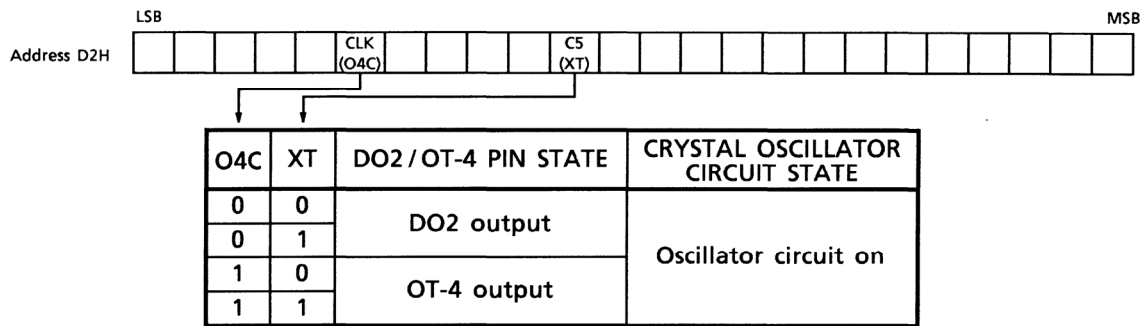 LSB MSB
Address D2H CLK C5
(O4C) (XT)
O4C XT DO2/OT-4 PIN STATE CRYSTAL OSCILLATOR
CIRCUIT STATE
0 0 DO2 output Oscillator circuit on
0 1
1 0 OT-4 output
1 1